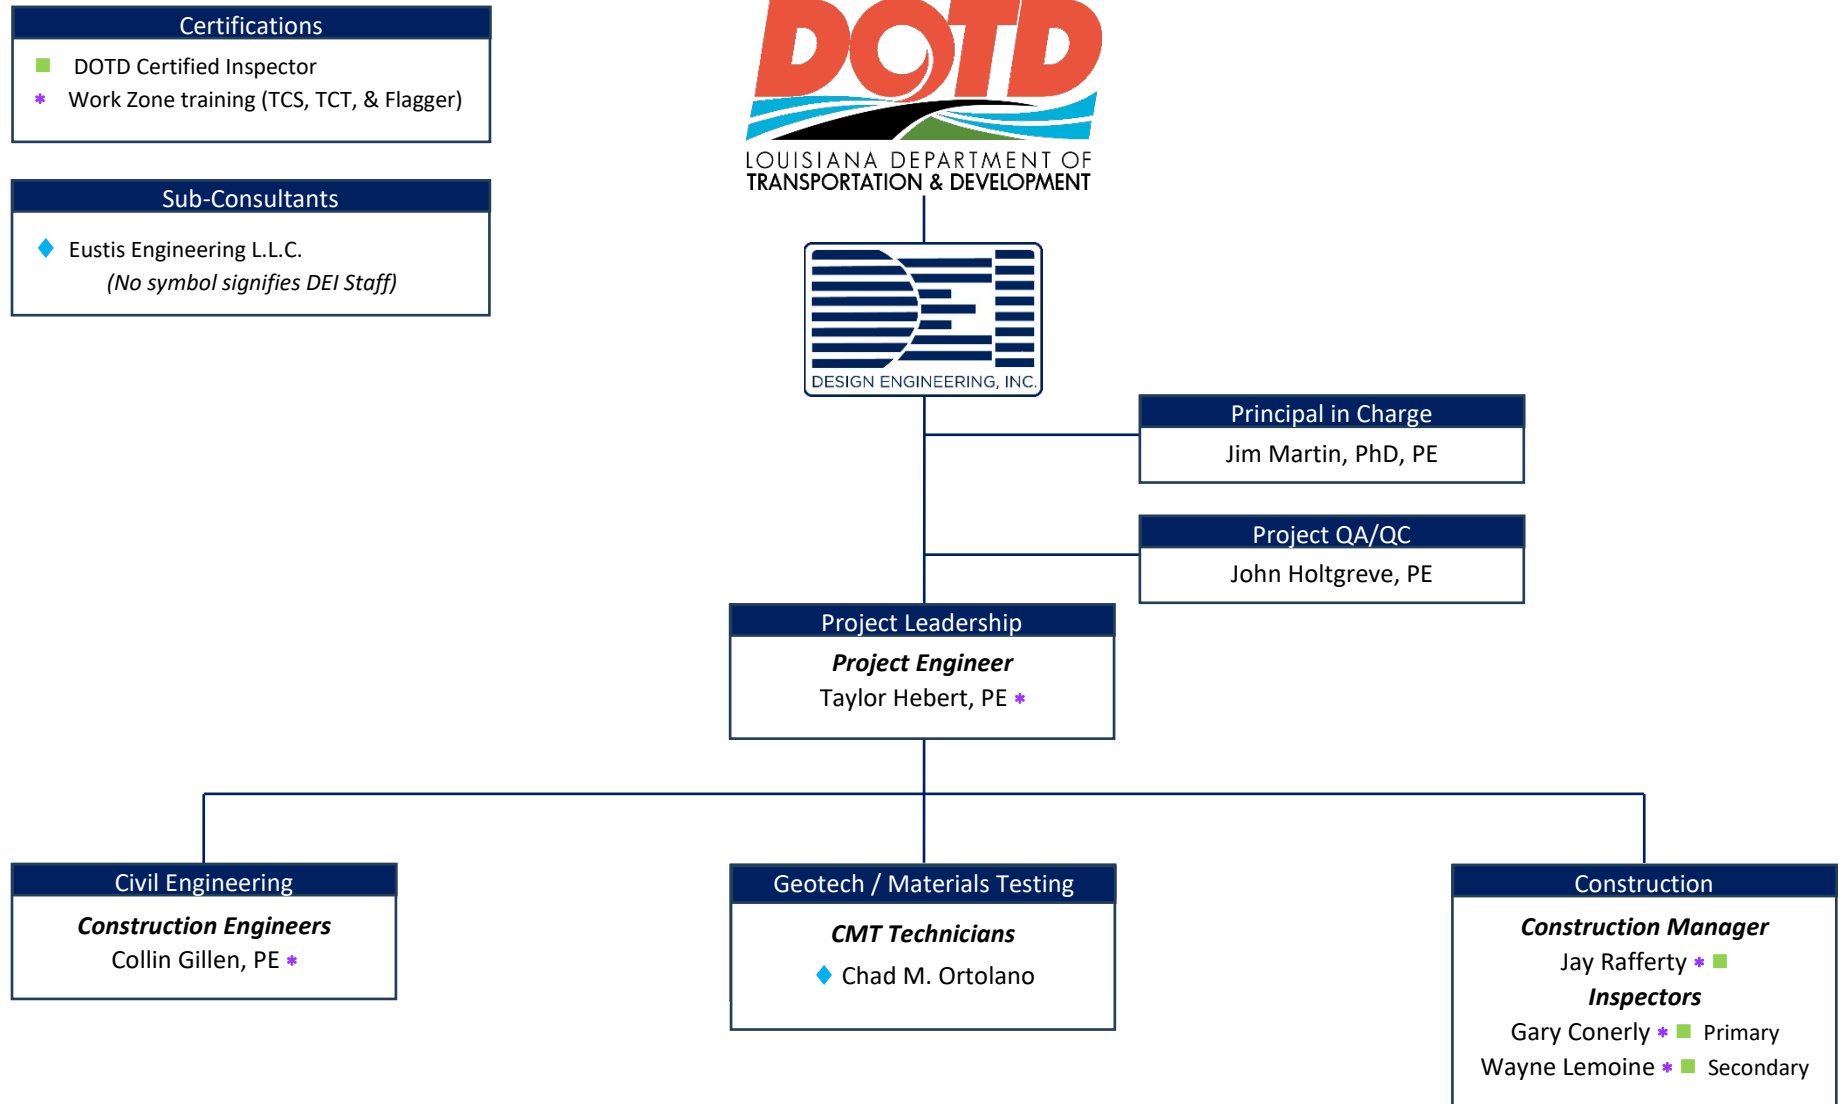 Certifications
DOTD Certified Inspector
* Work Zone training (TCS, TCT, & Flagger)
Sub-Consultants
Eustis Engineering L.L.C.
(No symbol signifies DEI Staff)
DOTD
LOUISIANA DEPARTMENT OF
TRANSPORTATION & DEVELOPMENT
DEI
DESIGN ENGINEERING, INC.
Principal in Charge
Jim Martin, PhD, PE
Project QA/QC
John Holtgreve, PE
Project Leadership
Project Engineer
Taylor Hebert, PE *
Civil Engineering
Construction Engineers
Collin Gillen, PE *
Geotech / Materials Testing
CMT Technicians
Chad M. Ortolano
Construction
Construction Manager
Jay Rafferty *
Inspectors
Gary Conerly * Primary
Wayne Lemoine * Secondary